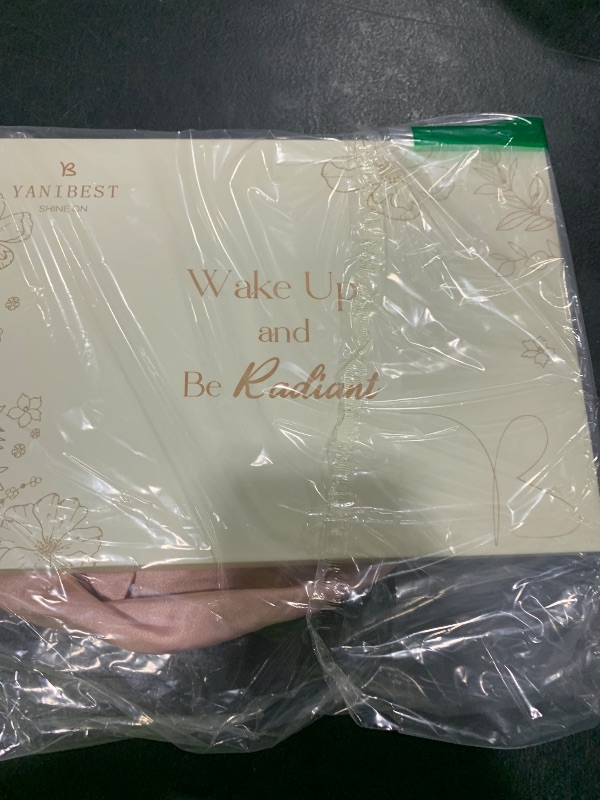 YANIBEST
SHINE ON
Wake Up
and
Be Radiant